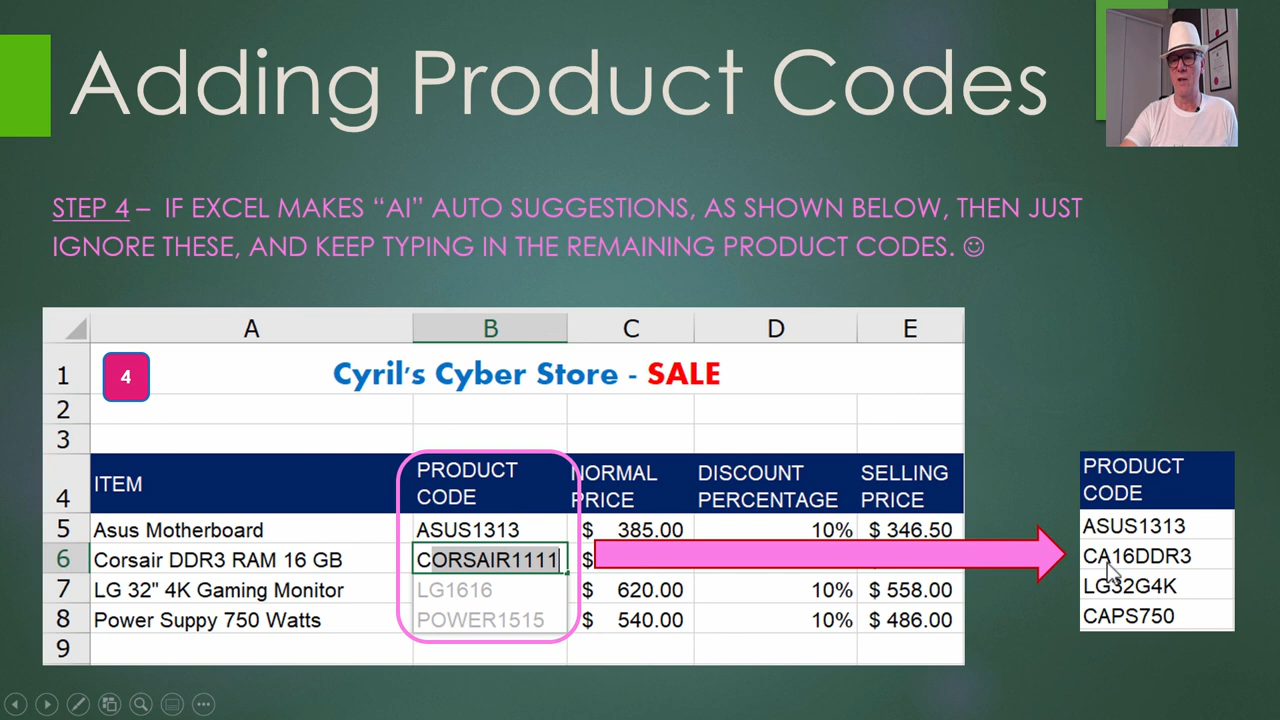 Adding Product Codes
STEP 4 – IF EXCEL MAKES “AI” AUTO SUGGESTIONS, AS SHOWN BELOW, THEN JUST
IGNORE THESE, AND KEEP TYPING IN THE REMAINING PRODUCT CODES. ☺
A B C D E
1 4 Cyril's Cyber Store - SALE
2
3
4 ITEM PRODUCT CODE NORMAL PRICE DISCOUNT PERCENTAGE SELLING PRICE
5 Asus Motherboard ASUS1313 $ 385.00 10% $ 346.50
6 Corsair DDR3 RAM 16 GB CORSAIR1111 $
7 LG 32" 4K Gaming Monitor LG1616 $ 620.00 10% $ 558.00
8 Power Suppy 750 Watts POWER1515 $ 540.00 10% $ 486.00
9
PRODUCT
CODE
ASUS1313
CA16DDR3
LG32G4K
CAPS750